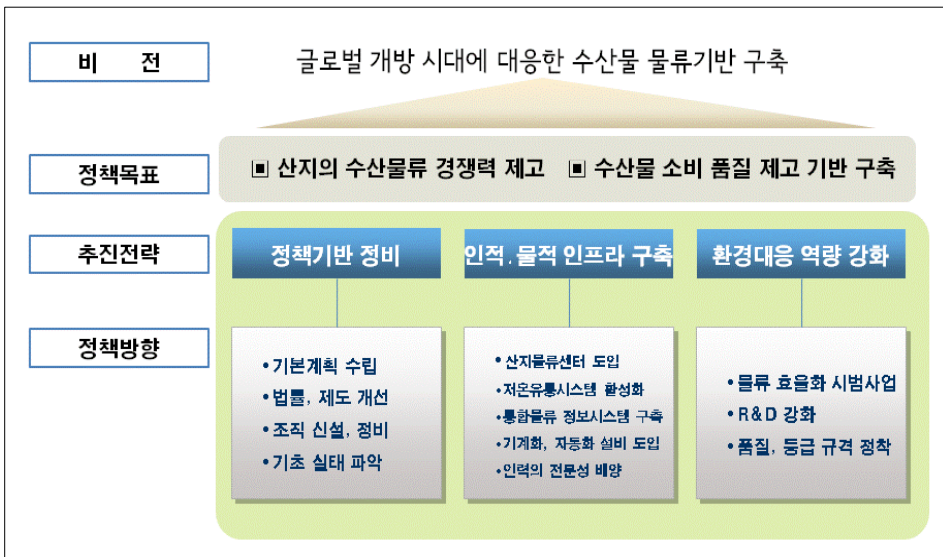 비 전
글로벌 개방 시대에 대응한 수산물 물류기반 구축
정책목표
▣ 산지의 수산물류 경쟁력 제고 ▣ 수산물 소비 품질 제고 기반 구축
추진전략
정책기반 정비
인적.물적 인프라 구축
환경대응 역량 강화
정책방향
• 기본계획 수립
• 법률, 제도 개선
• 조직 신설, 정비
• 기초 실태 파악
• 산지물류센터 도입
• 저온유통시스템 활성화
• 통합물류 정보시스템 구축
• 기계화, 자동화 설비 도입
• 인력의 전문성 배양
• 물류 효율화 시범사업
• R&D 강화
• 품질, 등급 규격 정착